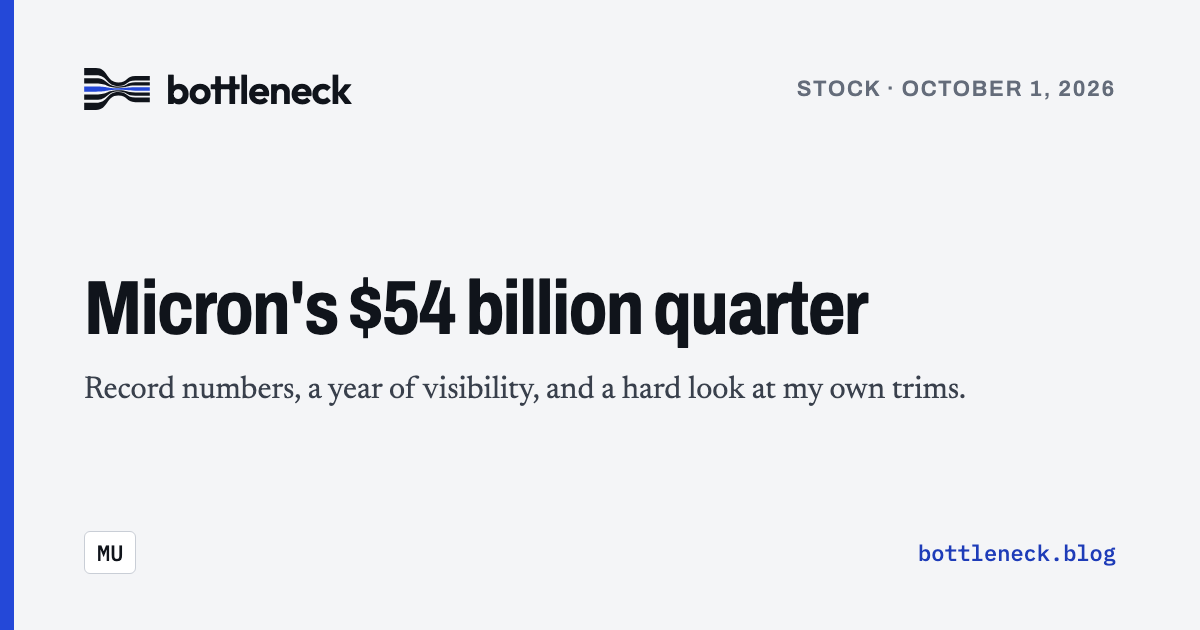 bottleneck
STOCK · OCTOBER 1, 2026
Micron's $54 billion quarter
Record numbers, a year of visibility, and a hard look at my own trims.
MU
bottleneck.blog